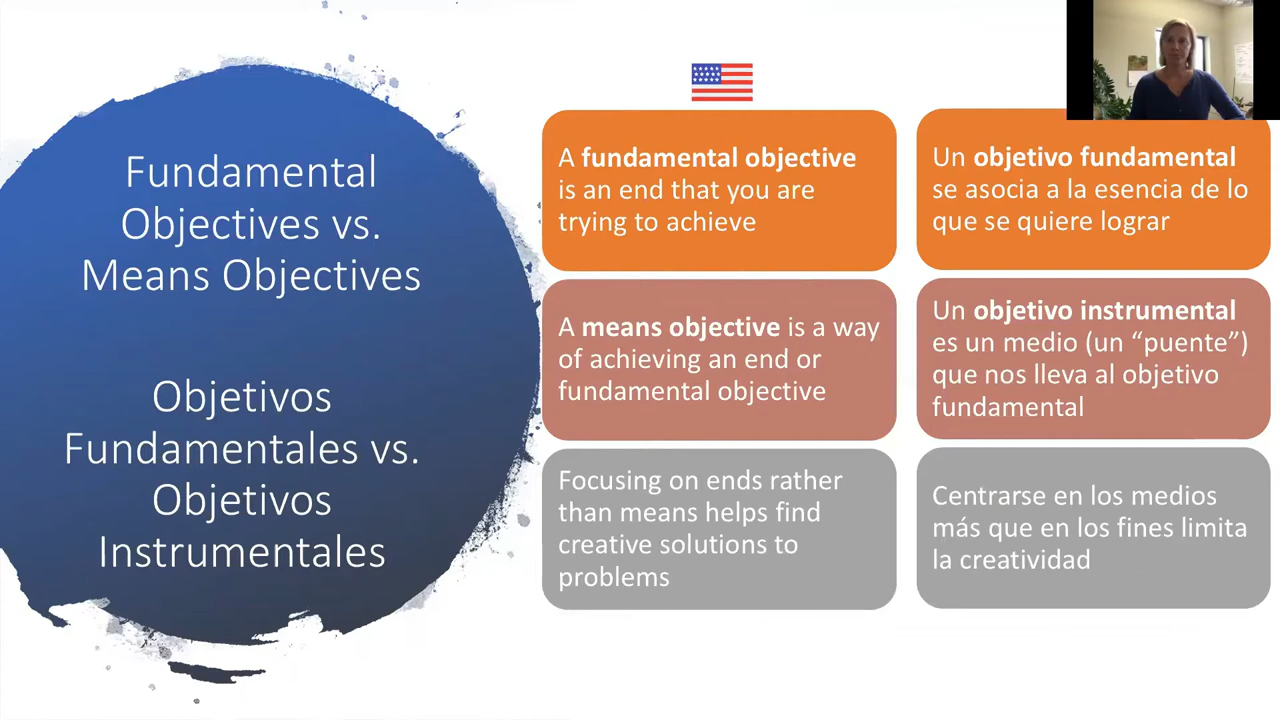 Fundamental
Objectives vs.
Means Objectives
Objetivos
Fundamentales vs.
Objetivos
Instrumentales
A fundamental objective
is an end that you are
trying to achieve
A means objective is a way
of achieving an end or
fundamental objective
Focusing on ends rather
than means helps find
creative solutions to
problems
Un objetivo fundamental
se asocia a la esencia de lo
que se quiere lograr
Un objetivo instrumental
es un medio (un “puente”)
que nos lleva al objetivo
fundamental
Centrarse en los medios
más que en los fines limita
la creatividad